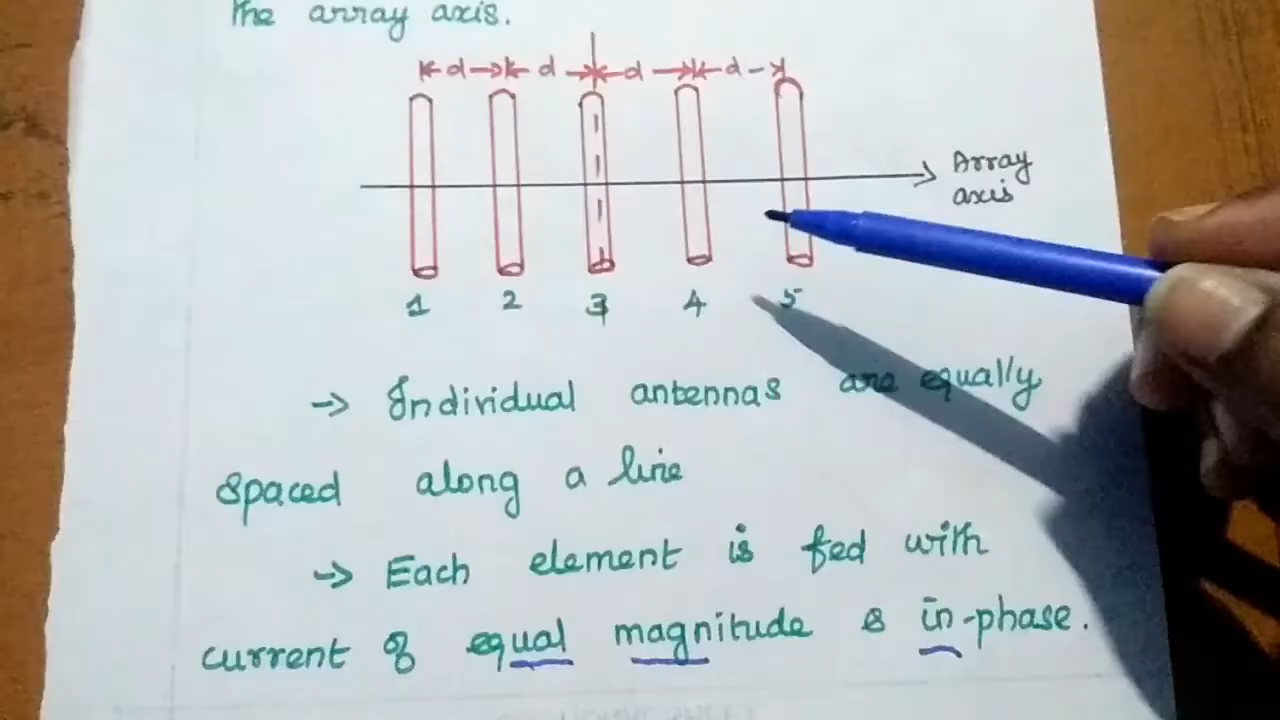 the array axis.
d d d d
Array
axis
1 2 3 4 5
→ Individual antennas are equally
spaced along a line
→ Each element is fed with
current of equal magnitude & in-phase.